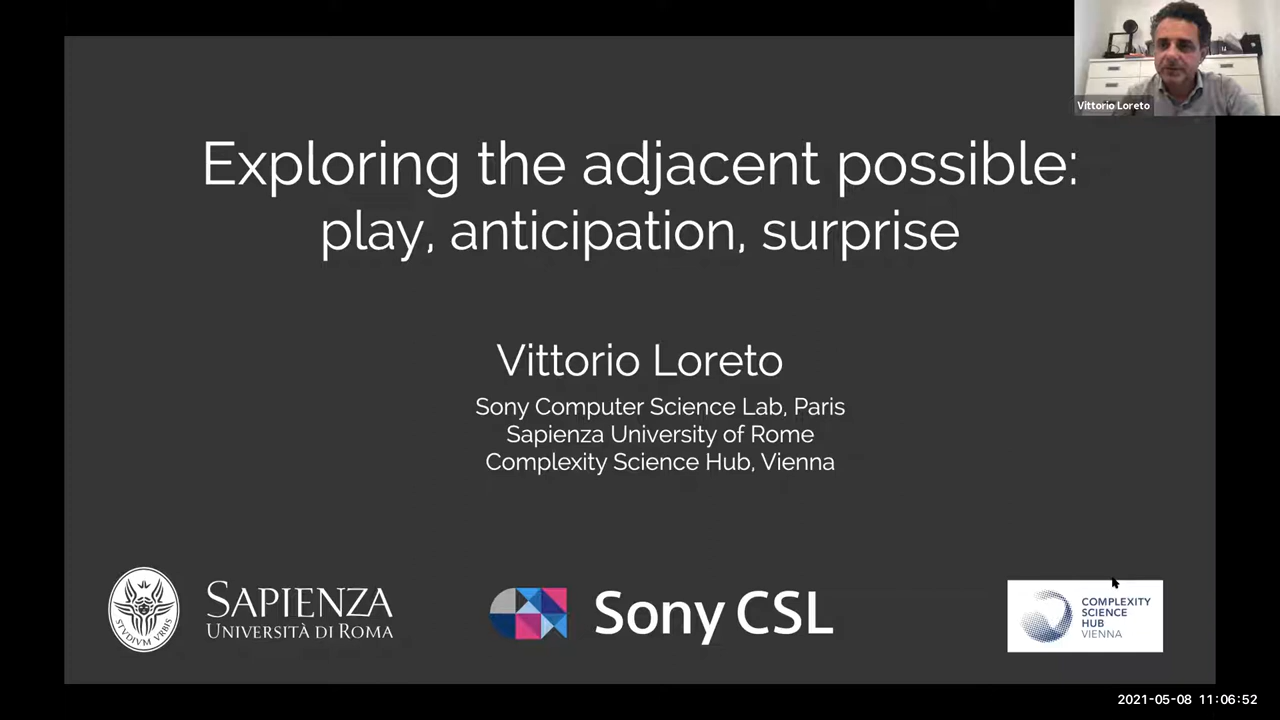 Vittorio Loreto
Exploring the adjacent possible:
play, anticipation, surprise
Vittorio Loreto
Sony Computer Science Lab, Paris
Sapienza University of Rome
Complexity Science Hub, Vienna
STVDIVM VRBIS
SAPIENZA
UNIVERSITÀ DI ROMA
Sony CSL
COMPLEXITY
SCIENCE
HUB
VIENNA
2021-05-08 11:06:52